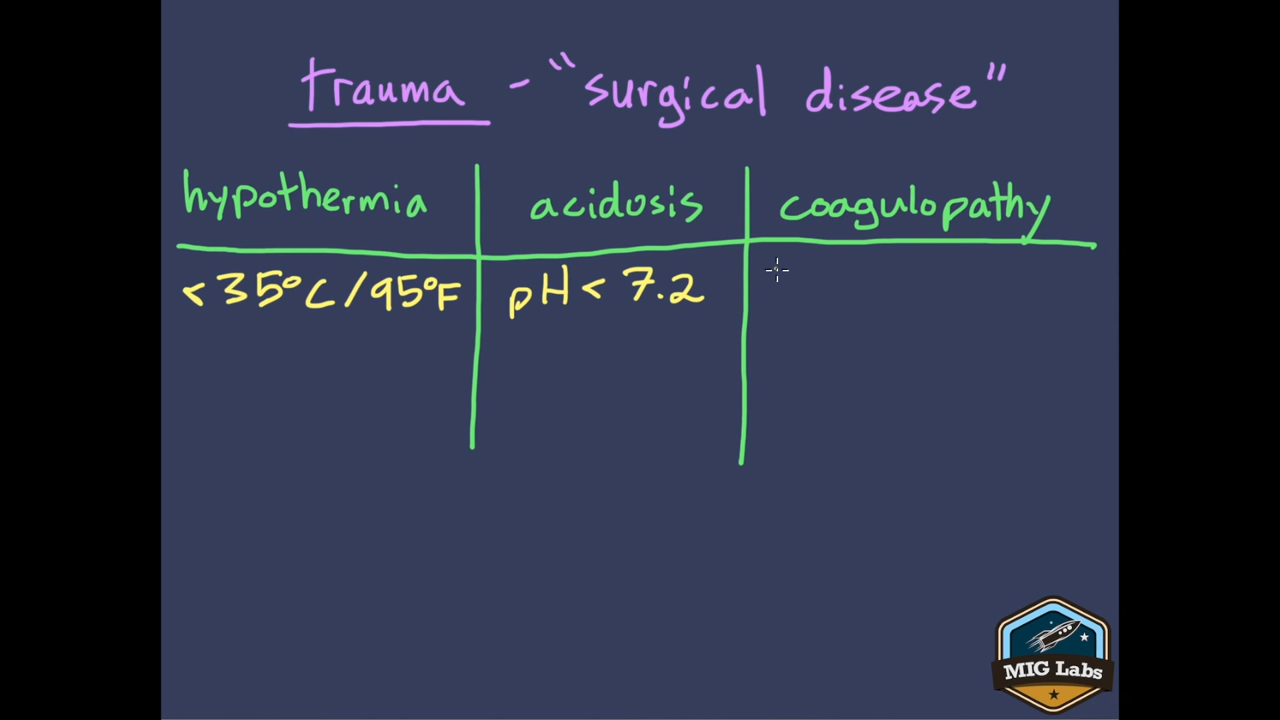 trauma - "surgical disease"
hypothermia acidosis coagulopathy
<35°C/95°F pH < 7.2
MIG Labs